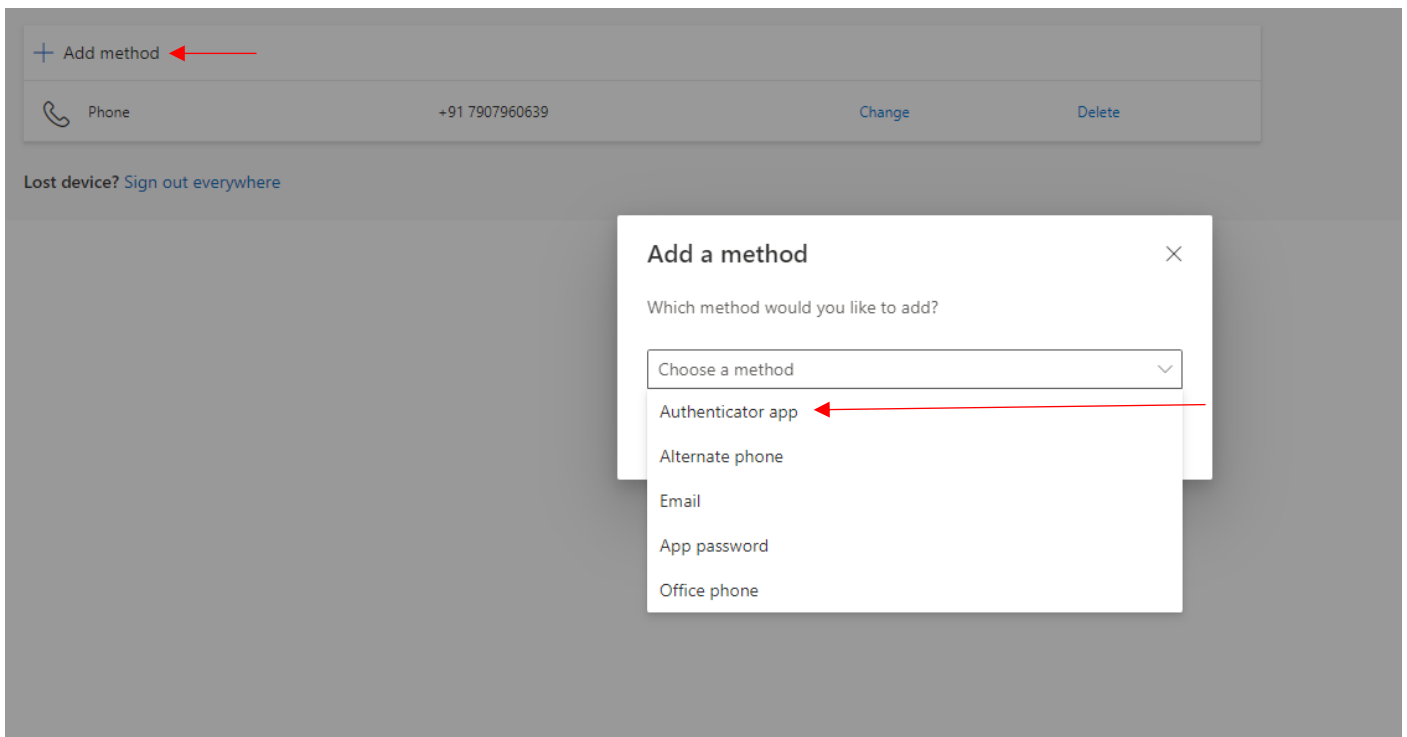 Add method
Phone +91 7907960639 Change Delete
Lost device? Sign out everywhere
Add a method
Which method would you like to add?
Choose a method
Authenticator app
Alternate phone
Email
App password
Office phone